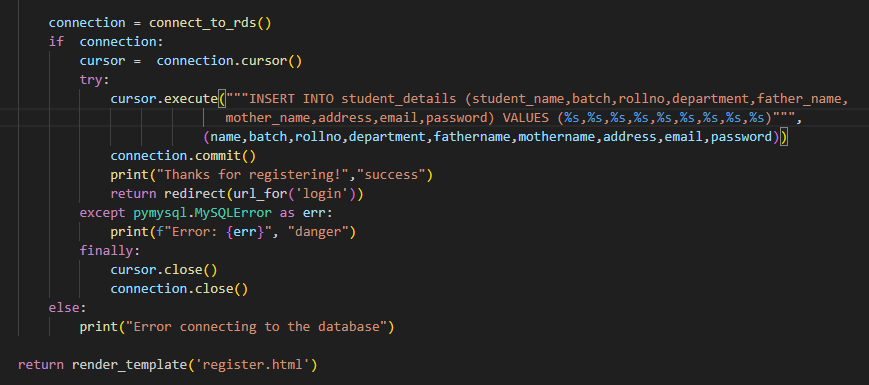 connection = connect_to_rds()
if  connection:
cursor =  connection.cursor()
try:
cursor.execute("""INSERT INTO student_details (student_name,batch,rollno,department,father_name,
mother_name,address,email,password) VALUES (%s,%s,%s,%s,%s,%s,%s,%s,%s)""",
(name,batch,rollno,department,fathername,mothername,address,email,password))
connection.commit()
print("Thanks for registering!","success")
return redirect(url_for('login'))
except pymysql.MySQLError as err:
print(f"Error: {err}", "danger")
finally:
cursor.close()
connection.close()
else:
print("Error connecting to the database")
return render_template('register.html')